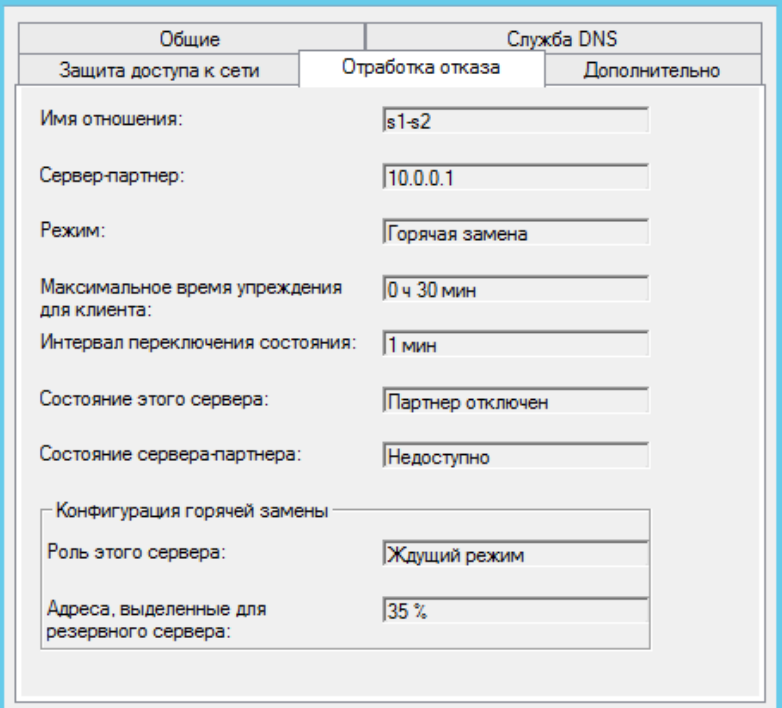 Общие Служба DNS
Защита доступа к сети Отработка отказа Дополнительно
Имя отношения: s1-s2
Сервер-партнер: 10.0.0.1
Режим: Горячая замена
Максимальное время упреждения для клиента: 0 ч 30 мин
Интервал переключения состояния: 1 мин
Состояние этого сервера: Партнер отключен
Состояние сервера-партнера: Недоступно
Конфигурация горячей замены
Роль этого сервера: Ждущий режим
Адреса, выделенные для резервного сервера: 35 %